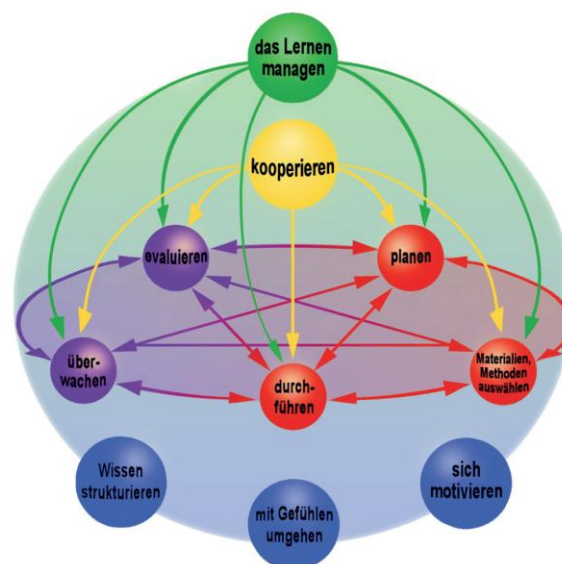 das Lernen
managen
kooperieren
evaluieren
planen
über-
wachen
durch-
führen
Materialien,
Methoden
auswählen
Wissen
strukturieren
mit Gefühlen
umgehen
sich
motivieren